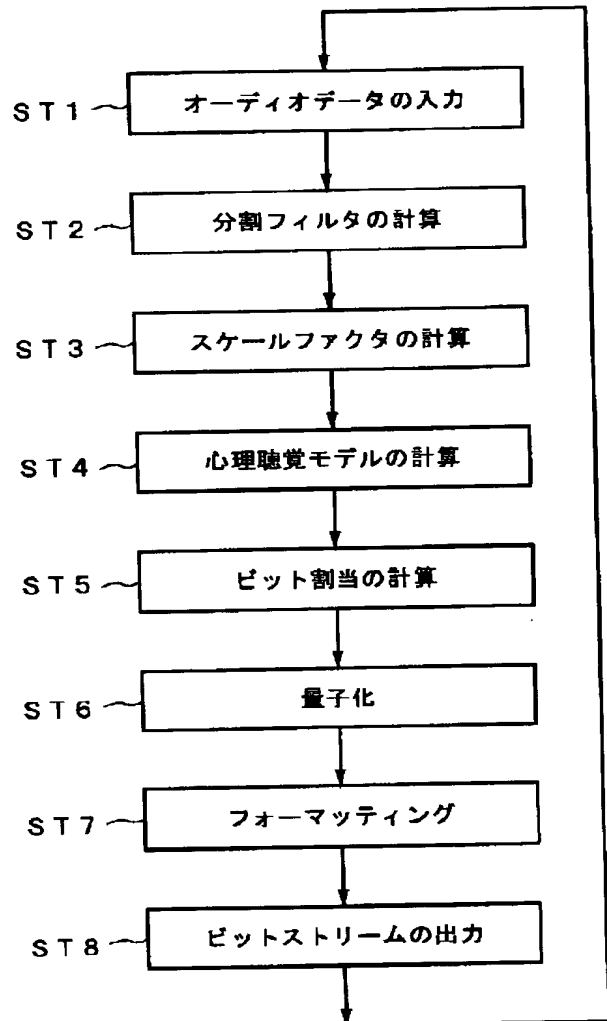 ST1 オーディオデータの入力
ST2 分割フィルタの計算
ST3 スケールファクタの計算
ST4 心理聴覚モデルの計算
ST5 ビット割当の計算
ST6 量子化
ST7 フォーマッティング
ST8 ビットストリームの出力